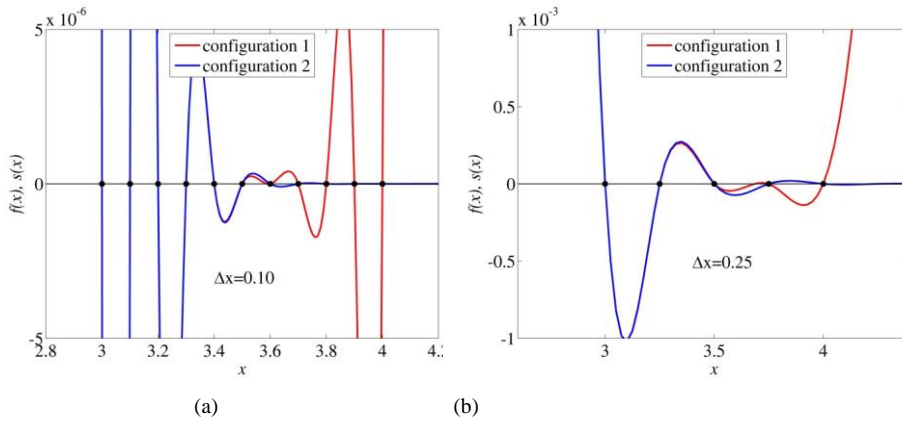 x 10⁻⁶
5
configuration 1
configuration 2
f(x), s(x)
0
Δx=0.10
-5
2.8 3 3.2 3.4 3.6 3.8 4 4.2
x
(a)
x 10⁻³
1
configuration 1
configuration 2
0.5
f(x), s(x)
0
Δx=0.25
-0.5
-1
3 3.5 4
x
(b)